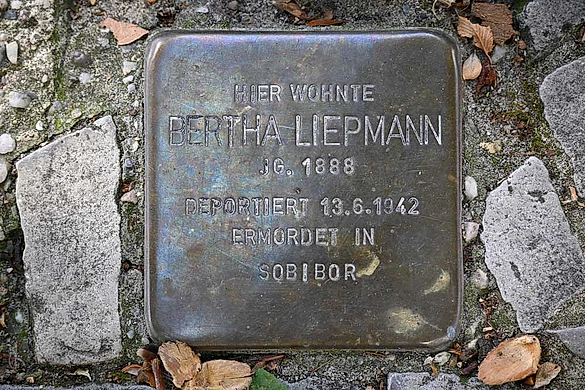 HIER WOHNTE
BERTHA LIEPMANN
JG. 1888
DEPORTIERT 13.6.1942
ERMORDET IN
SOBIBOR